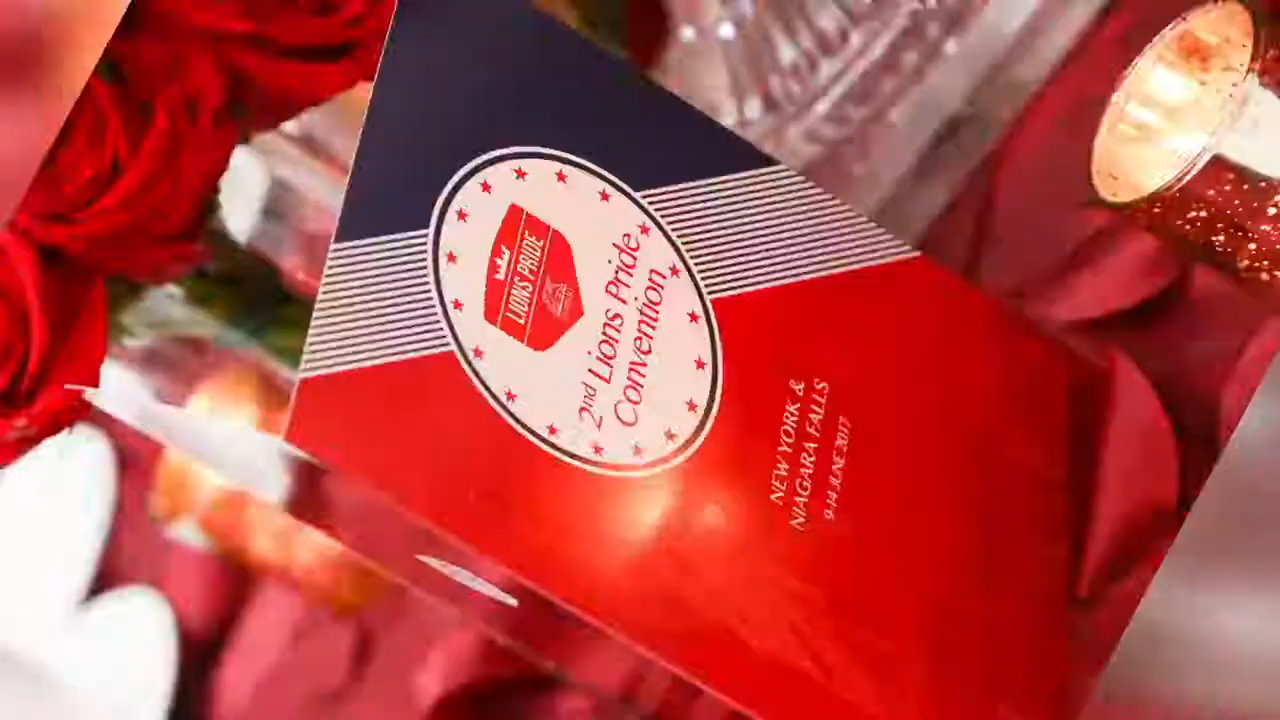 LIONS PRIDE
2nd Lions Pride
Convention
NEW YORK &
NIAGARA FALLS
9-14 JUNE 2017